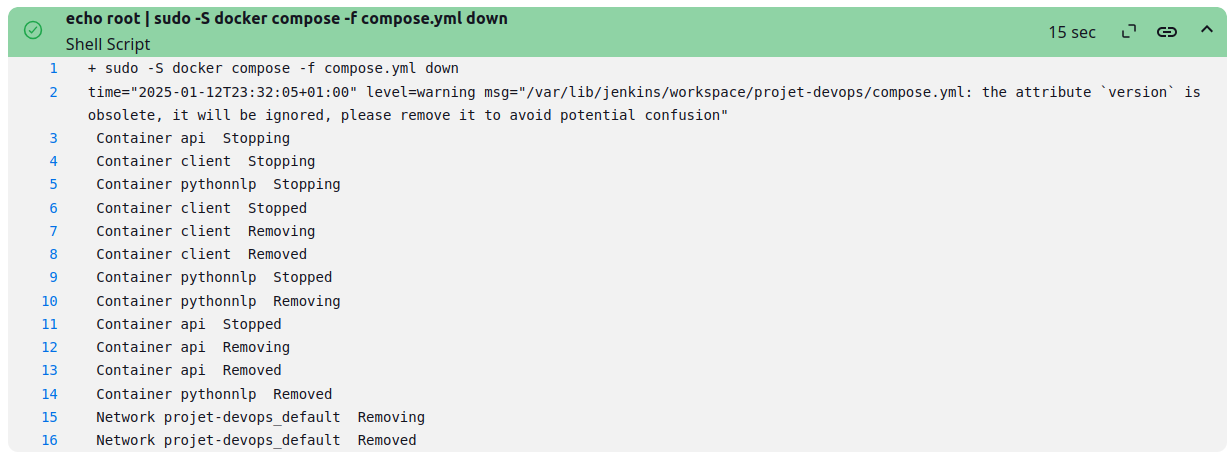 echo root | sudo -S docker compose -f compose.yml down
Shell Script
15 sec
1 + sudo -S docker compose -f compose.yml down
2 time="2025-01-12T23:32:05+01:00" level=warning msg="/var/lib/jenkins/workspace/projet-devops/compose.yml: the attribute `version` is
obsolete, it will be ignored, please remove it to avoid potential confusion"
3 Container api  Stopping
4 Container client  Stopping
5 Container pythonnlp  Stopping
6 Container client  Stopped
7 Container client  Removing
8 Container client  Removed
9 Container pythonnlp  Stopped
10 Container pythonnlp  Removing
11 Container api  Stopped
12 Container api  Removing
13 Container api  Removed
14 Container pythonnlp  Removed
15 Network projet-devops_default  Removing
16 Network projet-devops_default  Removed